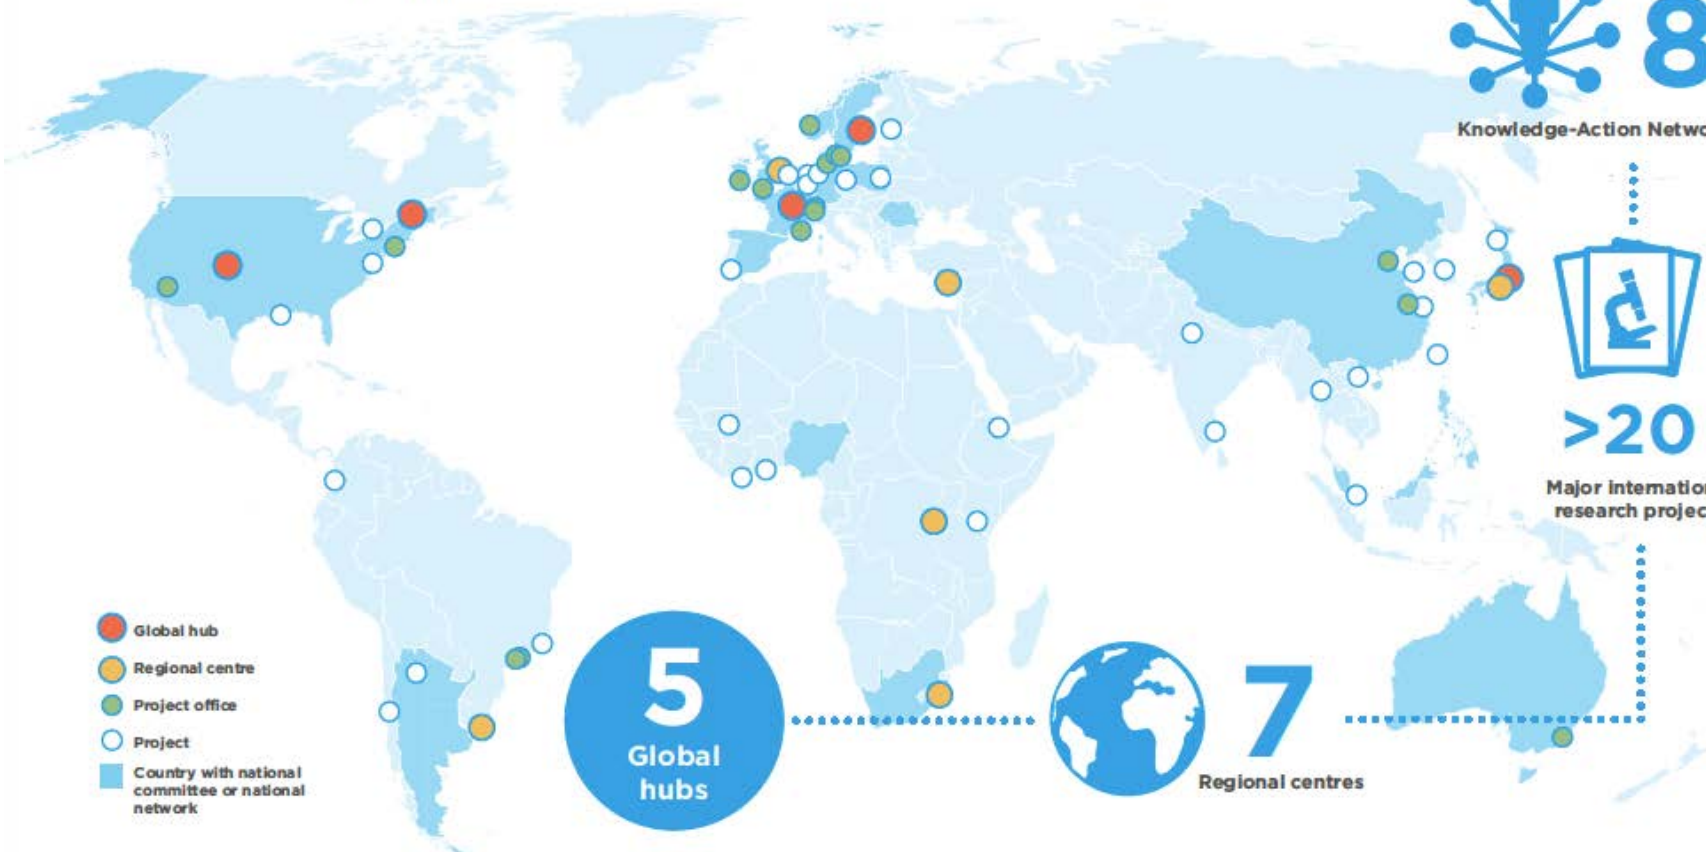 8
Knowledge-Action Netwo
>20
Major internation
research projec
Global hub
Regional centre
Project office
Project
Country with national
committee or national
network
5
Global
hubs
7
Regional centres